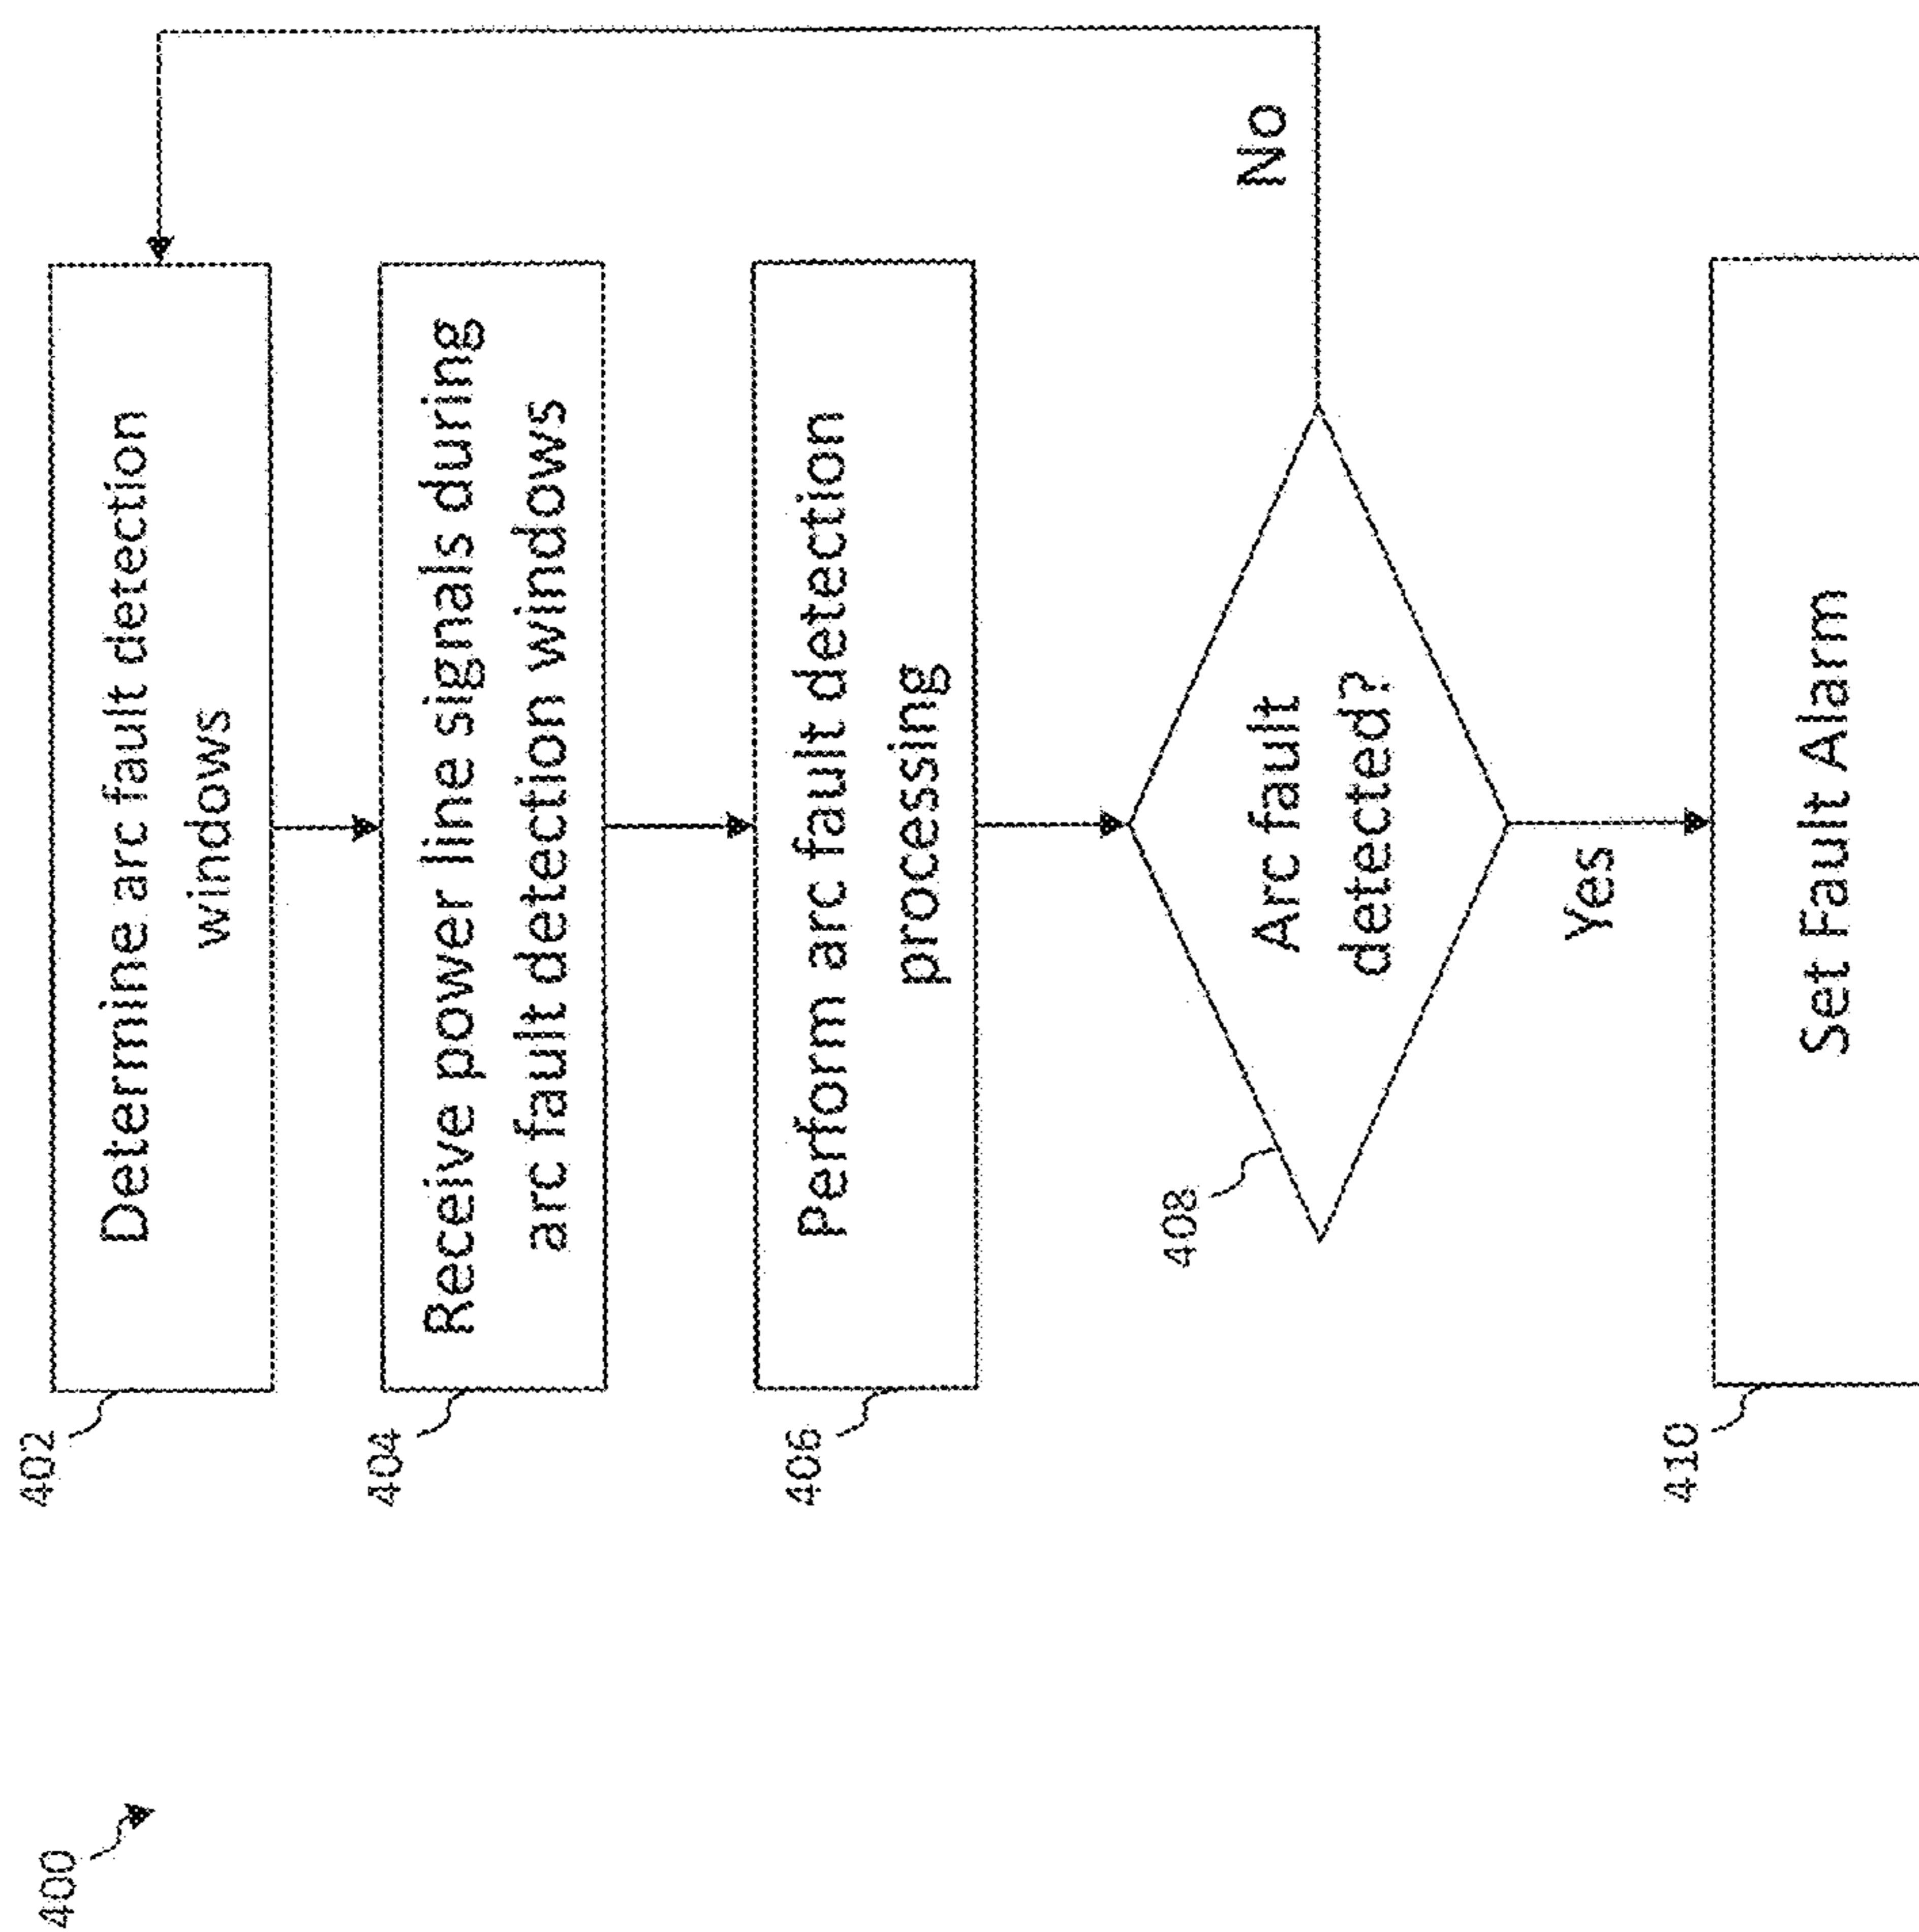 400
402
Determine arc fault detection
windows
404
Receive power line signals during
arc fault detection windows
406
Perform arc fault detection
processing
408
Arc fault
detected?
No
Yes
410
Set Fault Alarm